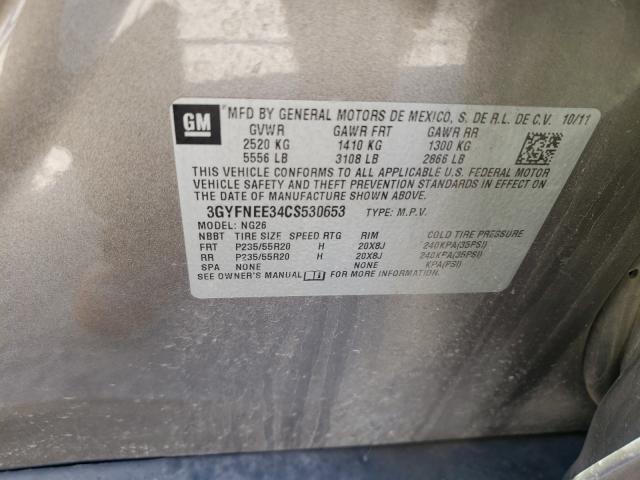 GM MFD BY GENERAL MOTORS DE MEXICO, S. DE R.L. DE C.V. 10/11
GVWR GAWR FRT GAWR RR
2520 KG 1410 KG 1300 KG
5556 LB 3108 LB 2866 LB
THIS VEHICLE CONFORMS TO ALL APPLICABLE U.S. FEDERAL MOTOR
VEHICLE SAFETY AND THEFT PREVENTION STANDARDS IN EFFECT ON
THE DATE OF MANUFACTURE SHOWN ABOVE.
3GYFNEE34CS530653 TYPE: M.P.V.
MODEL: NG26
NBBT TIRE SIZE SPEED RTG RIM COLD TIRE PRESSURE
FRT P235/55R20 H 20X8J 240KPA(35PSI)
RR P235/55R20 H 20X8J 240KPA(35PSI)
SPA NONE NONE KPA(PSI)
SEE OWNER'S MANUAL FOR MORE INFORMATION.